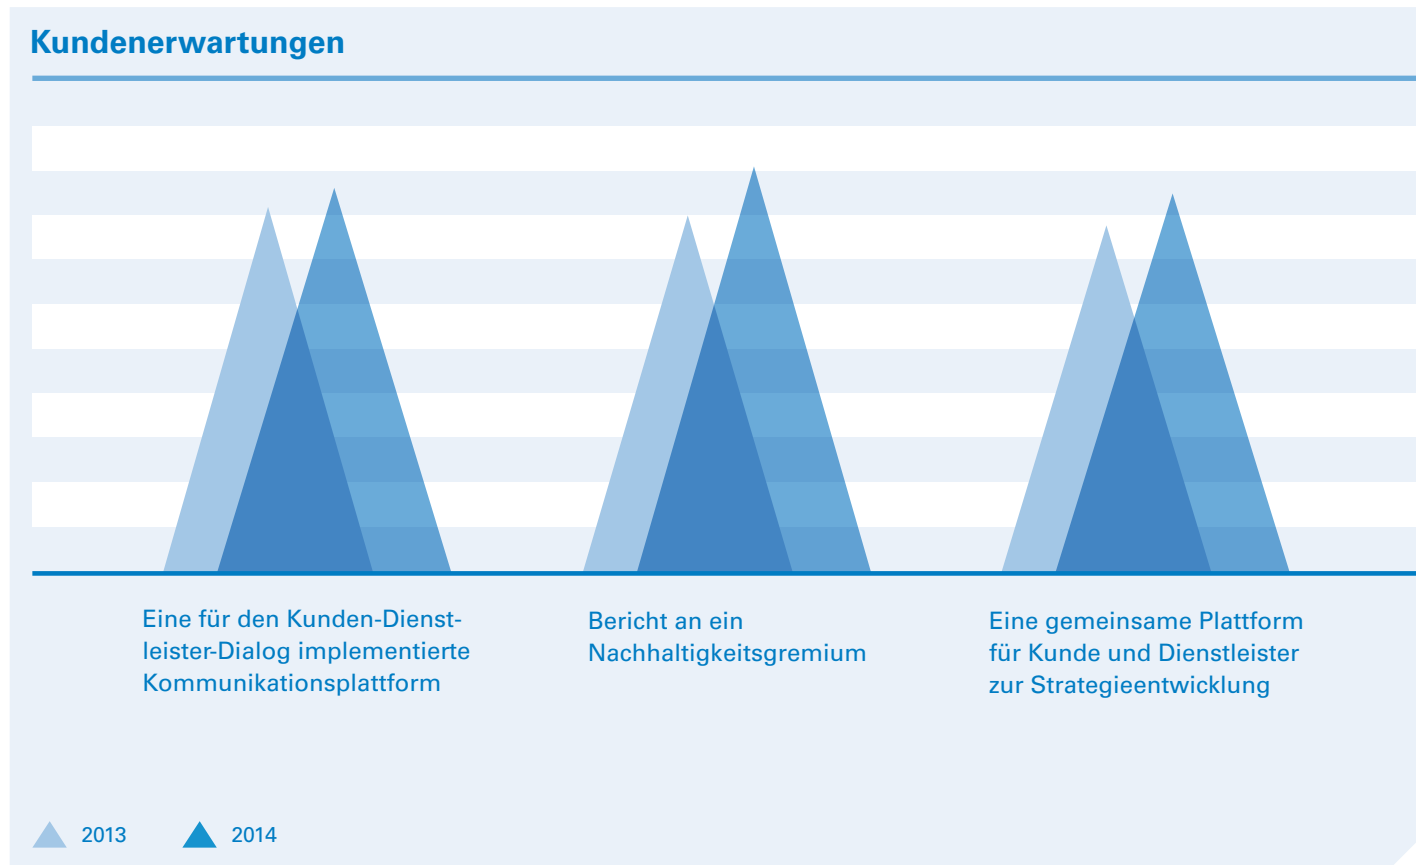 Kundenerwartungen
Eine für den Kunden-Dienst-
leister-Dialog implementierte
Kommunikationsplattform
Bericht an ein
Nachhaltigkeitsgremium
Eine gemeinsame Plattform
für Kunde und Dienstleister
zur Strategieentwicklung
2013
2014